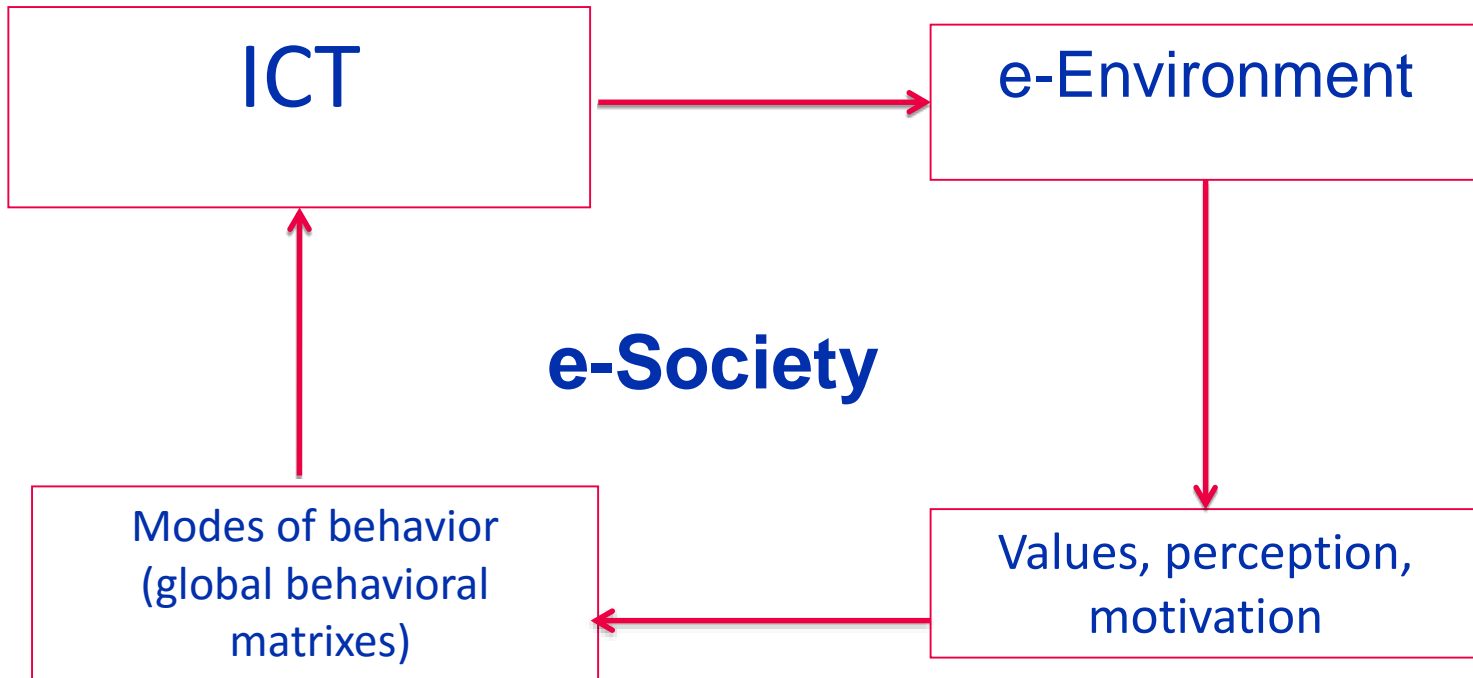 ICT
e-Environment
e-Society
Modes of behavior
(global behavioral
matrixes)
Values, perception,
motivation